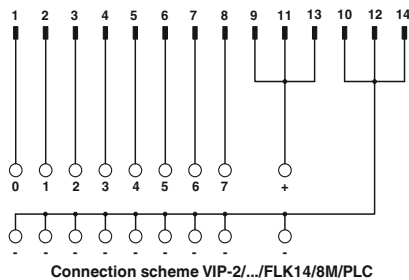 1 2 3 4 5 6 7 8 9 11 13 10 12 14
0 1 2 3 4 5 6 7 +
- - - - - - - - -
Connection scheme VIP-2/.../FLK14/8M/PLC